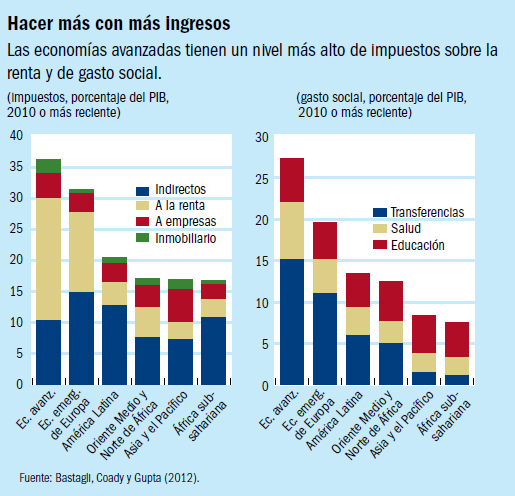 Hacer más con más ingresos
Las economías avanzadas tienen un nivel más alto de impuestos sobre la
renta y de gasto social.
(impuestos, porcentaje del PIB,
2010 o más reciente)
40
35
30
25
20
15
10
5
0
Indirectos
A la renta
A empresas
Inmobiliario
Ec. avanz.
Ec. emerg.
de Europa
América Latina
Oriente Medio y
Norte de África
Asia y el Pacífico
África sub-
sahariana
(gasto social, porcentaje del PIB,
2010 o más reciente)
30
25
20
15
10
5
0
Transferencias
Salud
Educación
Ec. avanz.
Ec. emerg.
de Europa
América Latina
Oriente Medio y
Norte de África
Asia y el Pacífico
África sub-
sahariana
Fuente: Bastagli, Coady y Gupta (2012).